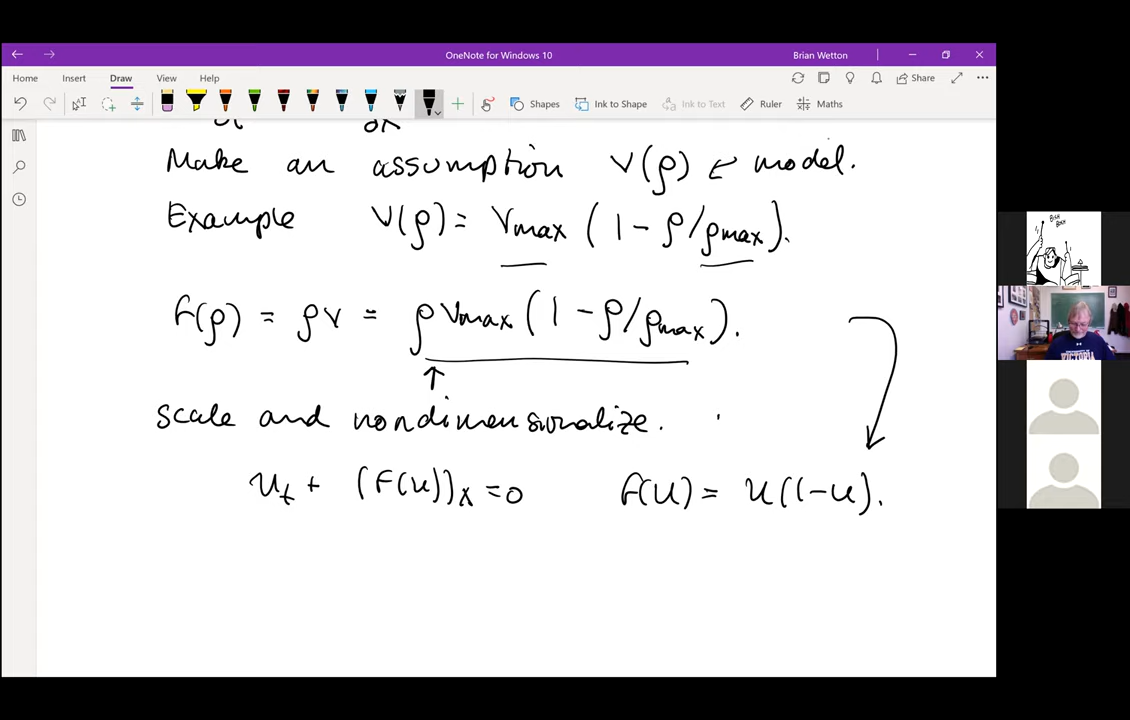 OneNote for Windows 10
Brian Wetton
Home Insert Draw View Help
Share
Shapes Ink to Shape Ink to Text Ruler Maths
Make an assumption V(ρ) ← model.
Example V(ρ) = Vmax (1 - ρ/ρmax).
F(ρ) = ρV = ρVmax (1 - ρ/ρmax).
↑
scale and nondimensionalize.
u_t + (F(u))_x = 0 F(u) = u(1-u).